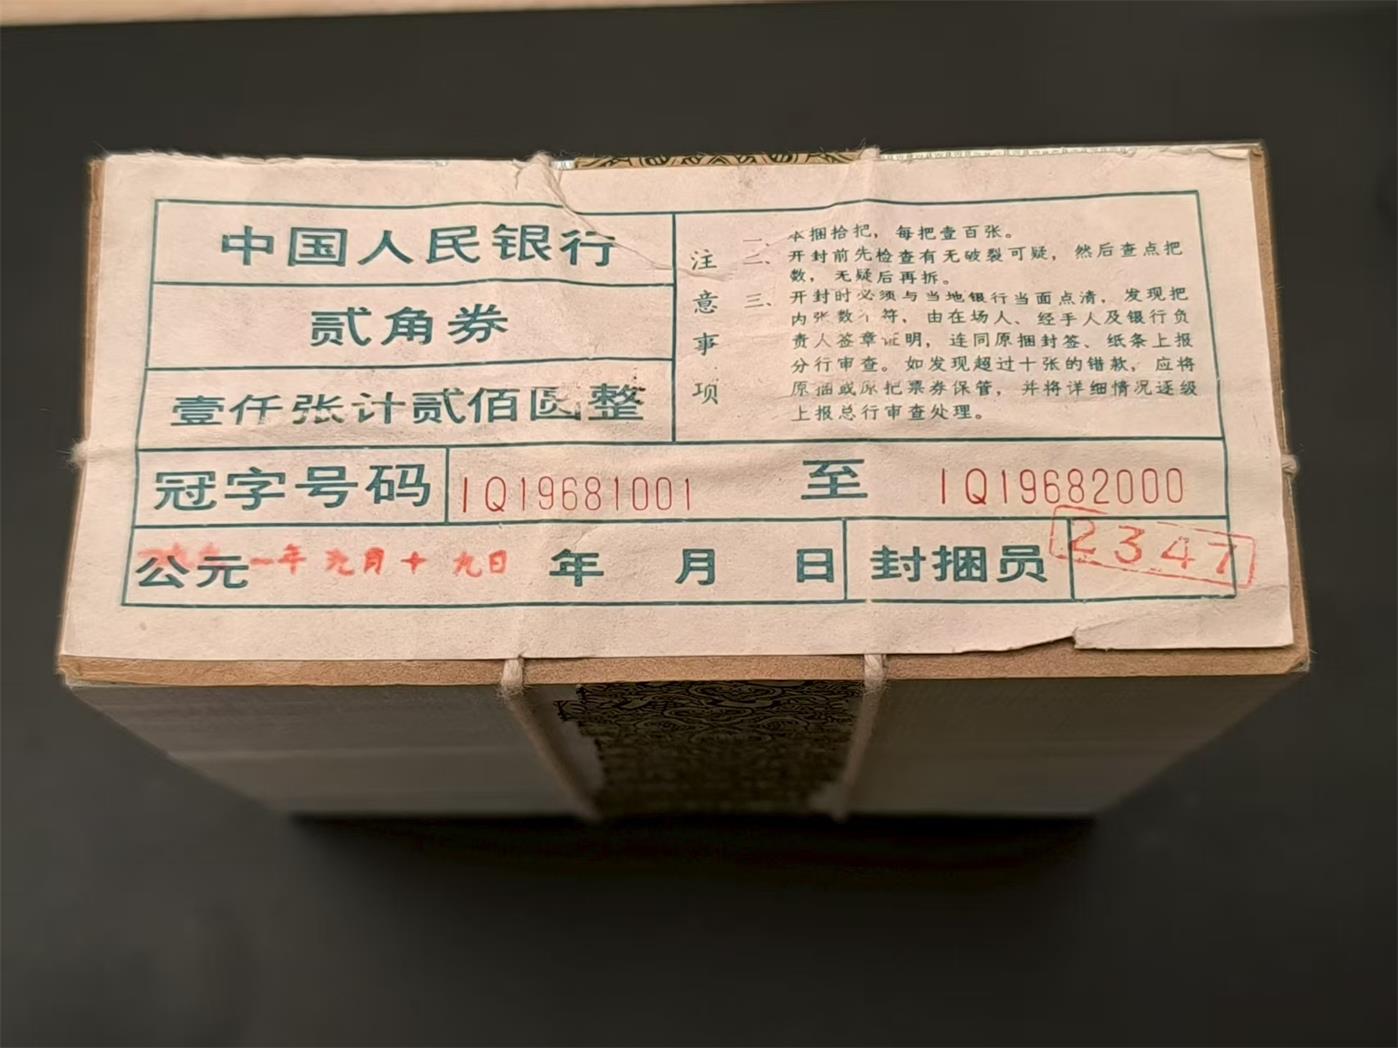 中国人民银行
贰角券
壹仟张计贰佰圆整
注意事项
一、本捆拾把，每把壹百张。
二、开封前先检查有无破裂可疑，然后查点把
数，无疑后再拆。
三、开封时必须与当地银行当面点清，发现把
内张数不符，由在场人、经手人及银行负
责人签章证明，连同原捆封签、纸条上报
分行审查。如发现超过十张的错款，应将
原捆或原把票券保管，并将详细情况逐级
上报总行审查处理。
冠字号码 IQ19681001 至 IQ19682000
公元 一年元月十九日 年 月 日 封捆员 2347